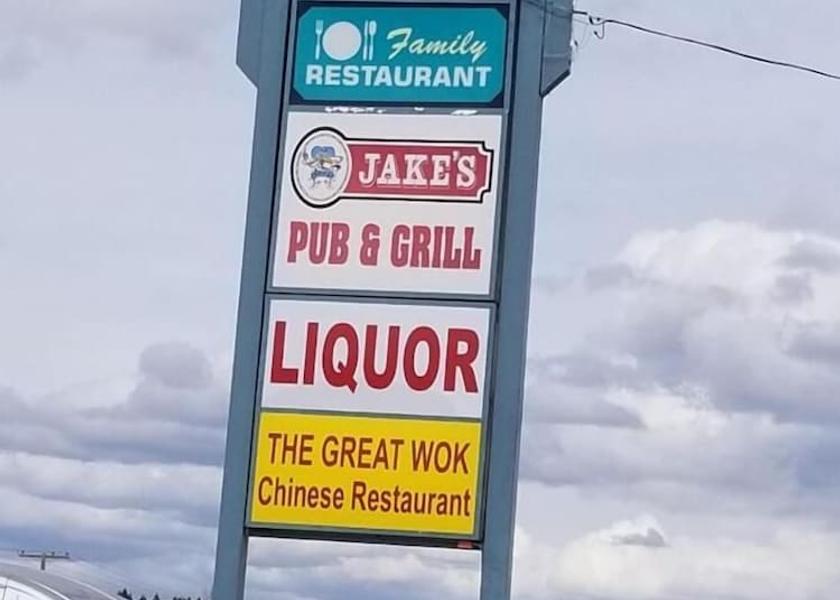 Family
RESTAURANT
JAKE'S
PUB & GRILL
LIQUOR
THE GREAT WOK
Chinese Restaurant